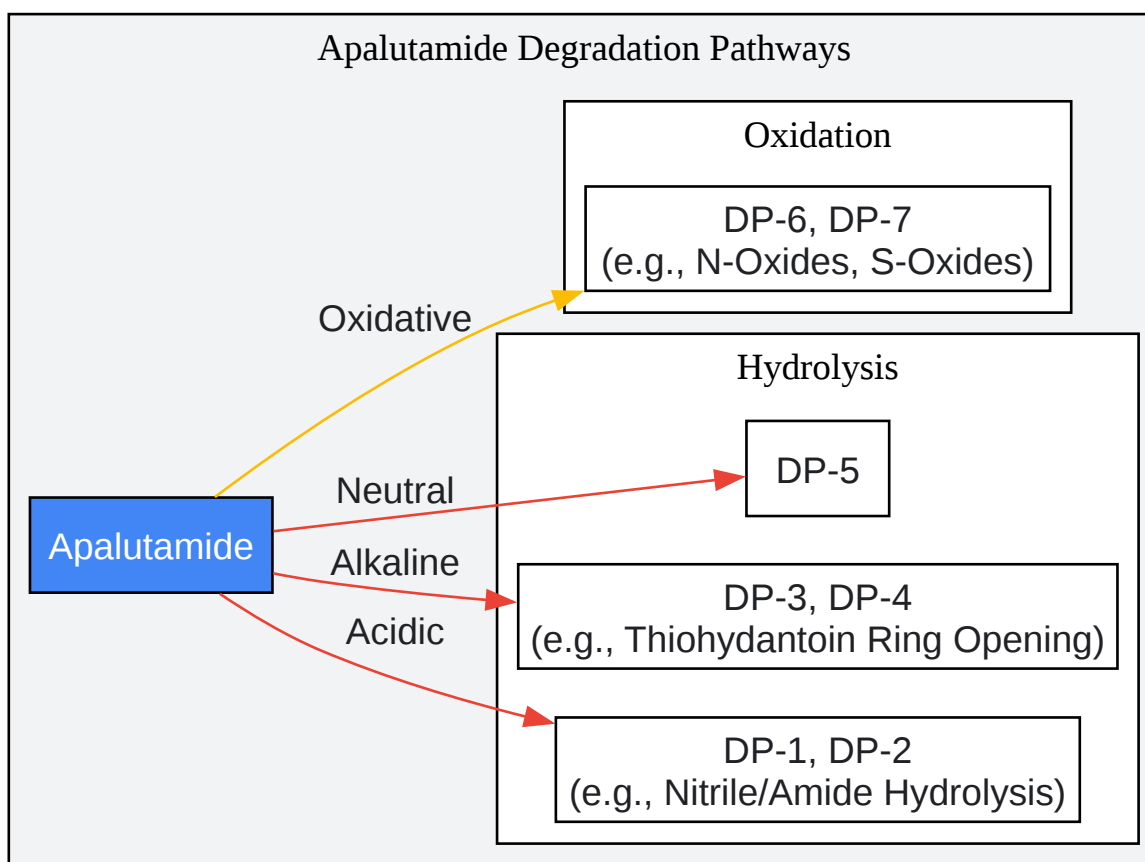 Apalutamide Degradation Pathways
Oxidation
DP-6, DP-7
(e.g., N-Oxides, S-Oxides)
Oxidative
Hydrolysis
Neutral
DP-5
Apalutamide
Alkaline
DP-3, DP-4
(e.g., Thiohydantoin Ring Opening)
Acidic
DP-1, DP-2
(e.g., Nitrile/Amide Hydrolysis)